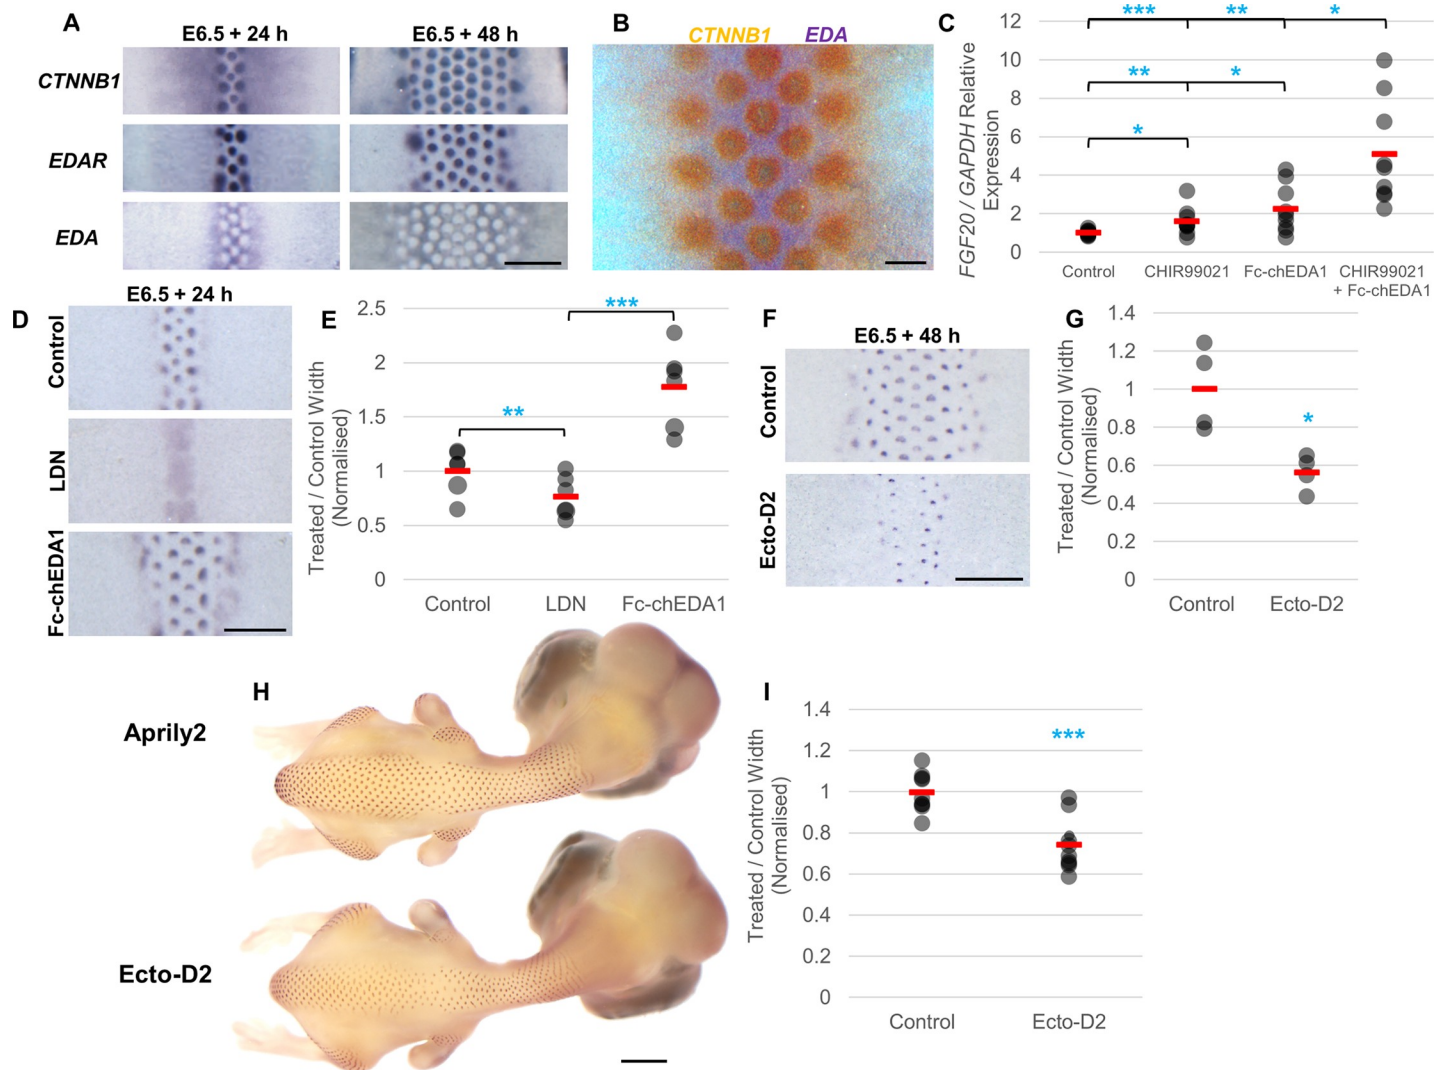 A
E6.5 + 24 h
E6.5 + 48 h
CTNNB1
EDAR
EDA
B
CTNNB1
EDA
C
FGF20 / GAPDH Relative
Expression
12
10
8
6
4
2
0
***
**
*
**
*
*
Control
CHIR99021
Fc-chEDA1
CHIR99021
+ Fc-chEDA1
D
E6.5 + 24 h
Control
LDN
Fc-chEDA1
E
Treated / Control Width
(Normalised)
2.5
2
1.5
1
0.5
0
**
***
Control
LDN
Fc-chEDA1
F
E6.5 + 48 h
Control
Ecto-D2
G
Treated / Control Width
(Normalised)
1.4
1.2
1
0.8
0.6
0.4
0.2
0
*
Control
Ecto-D2
H
Aprily2
Ecto-D2
I
Treated / Control Width
(Normalised)
1.4
1.2
1
0.8
0.6
0.4
0.2
0
***
Control
Ecto-D2